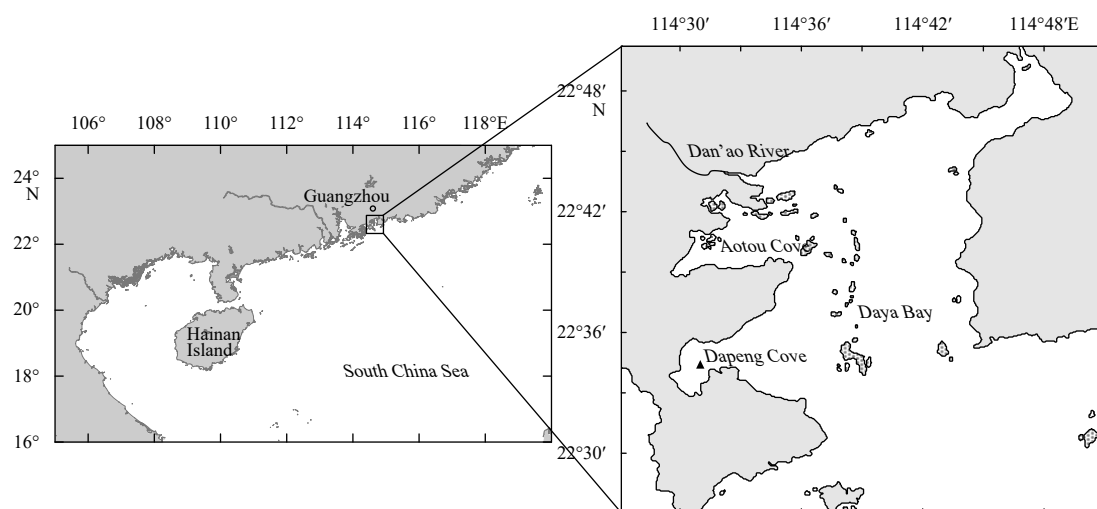 106° 108° 110° 112° 114° 116° 118°E
24°
N
22°
20°
18°
16°
Guangzhou
Hainan
Island
South China Sea
114°30′ 114°36′ 114°42′ 114°48′E
22°48′
N
22°42′
22°36′
22°30′
Dan’ao River
Aotou Cove
Daya Bay
Dapeng Cove